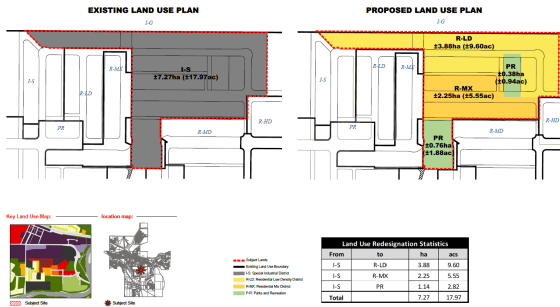 EXISTING LAND USE PLAN
I-G
I-S
±7.27ha (±17.97ac)
I-S
R-LD
R-MX
PR
R-MD
R-HD
PROPOSED LAND USE PLAN
I-G
R-LD
±3.88ha (±9.60ac)
PR
±0.38ha
(±0.94ac)
R-MX
±2.25ha (±5.55ac)
PR
±0.76ha
±1.88ac
I-S
R-LD
R-MX
PR
R-MD
R-HD
Key Land Use Map:
location map:
Subject Site
Subject Site
Subject Lands
Existing Land Use Boundary
I-S: Special Industrial District
R-LD: Residential Low Density District
R-MX: Residential Mix District
P-R: Parks and Recreation
Land Use Redesignation Statistics
From to ha acs
I-S R-LD 3.88 9.60
I-S R-MX 2.25 5.55
I-S PR 1.14 2.82
Total 7.27 17.97